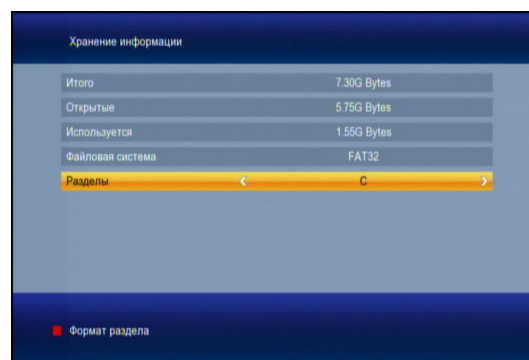 Хранение информации
Итого 7.30G Bytes
Открытые 5.75G Bytes
Используется 1.55G Bytes
Файловая система FAT32
Разделы C
Формат раздела